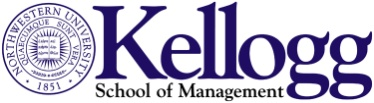 NORTHWESTERN UNIVERSITY
QUAECUMQUE SUNT VERA
1851
Kellogg
School of Management